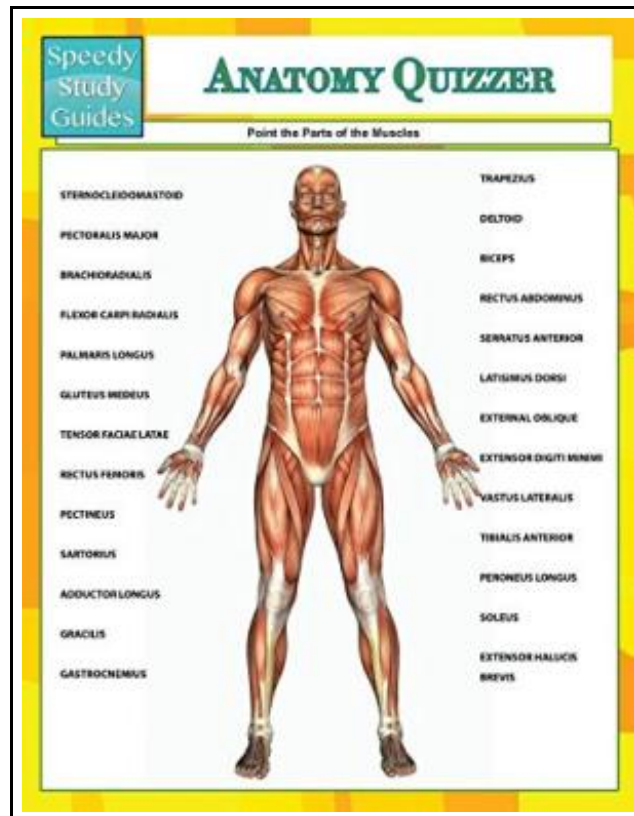 Speedy
Study
Guides
ANATOMY QUIZZER
Point the Parts of the Muscles
STERNOCLEIDOMASTOID
PECTORALIS MAJOR
BRACHIORADIALIS
FLEXOR CARPI RADIALIS
PALMARIS LONGUS
GLUTEUS MEDEUS
TENSOR FACIAE LATAE
RECTUS FEMORIS
PECTINEUS
SARTORIUS
ADDUCTOR LONGUS
GRACILIS
GASTROCNEMIUS
TRAPEZIUS
DELTOID
BICEPS
RECTUS ABDOMINUS
SERRATUS ANTERIOR
LATISIMUS DORSI
EXTERNAL OBLIQUE
EXTENSOR DIGITI MINIMI
VASTUS LATERALIS
TIBIALIS ANTERIOR
PERONEUS LONGUS
SOLEUS
EXTENSOR HALUCIS
BREVIS